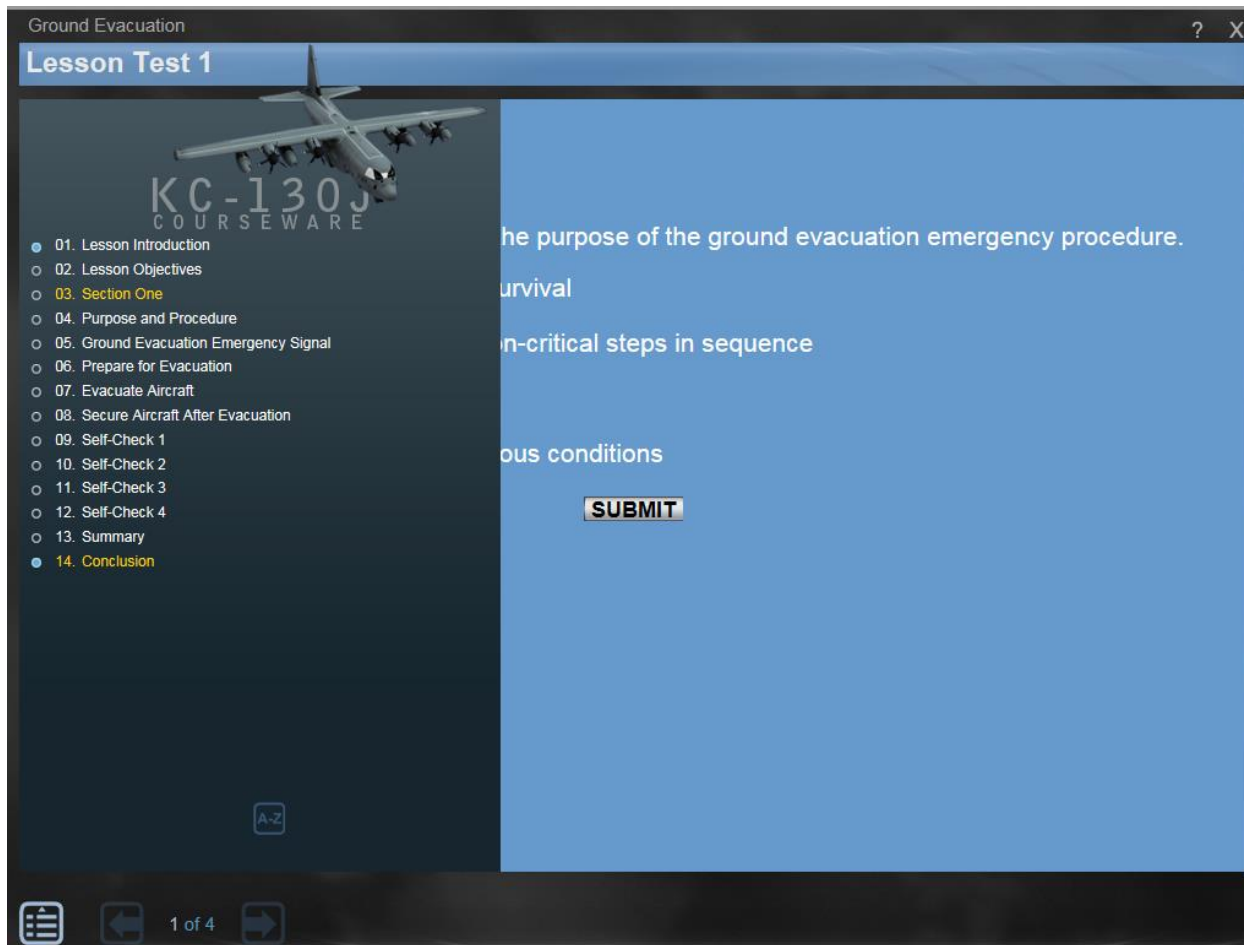 Ground Evacuation
? X
Lesson Test 1
KC-130J
COURSEWARE
01. Lesson Introduction
02. Lesson Objectives
03. Section One
04. Purpose and Procedure
05. Ground Evacuation Emergency Signal
06. Prepare for Evacuation
07. Evacuate Aircraft
08. Secure Aircraft After Evacuation
09. Self-Check 1
10. Self-Check 2
11. Self-Check 3
12. Self-Check 4
13. Summary
14. Conclusion
he purpose of the ground evacuation emergency procedure.
urvival
n-critical steps in sequence
ous conditions
SUBMIT
A-Z
1 of 4